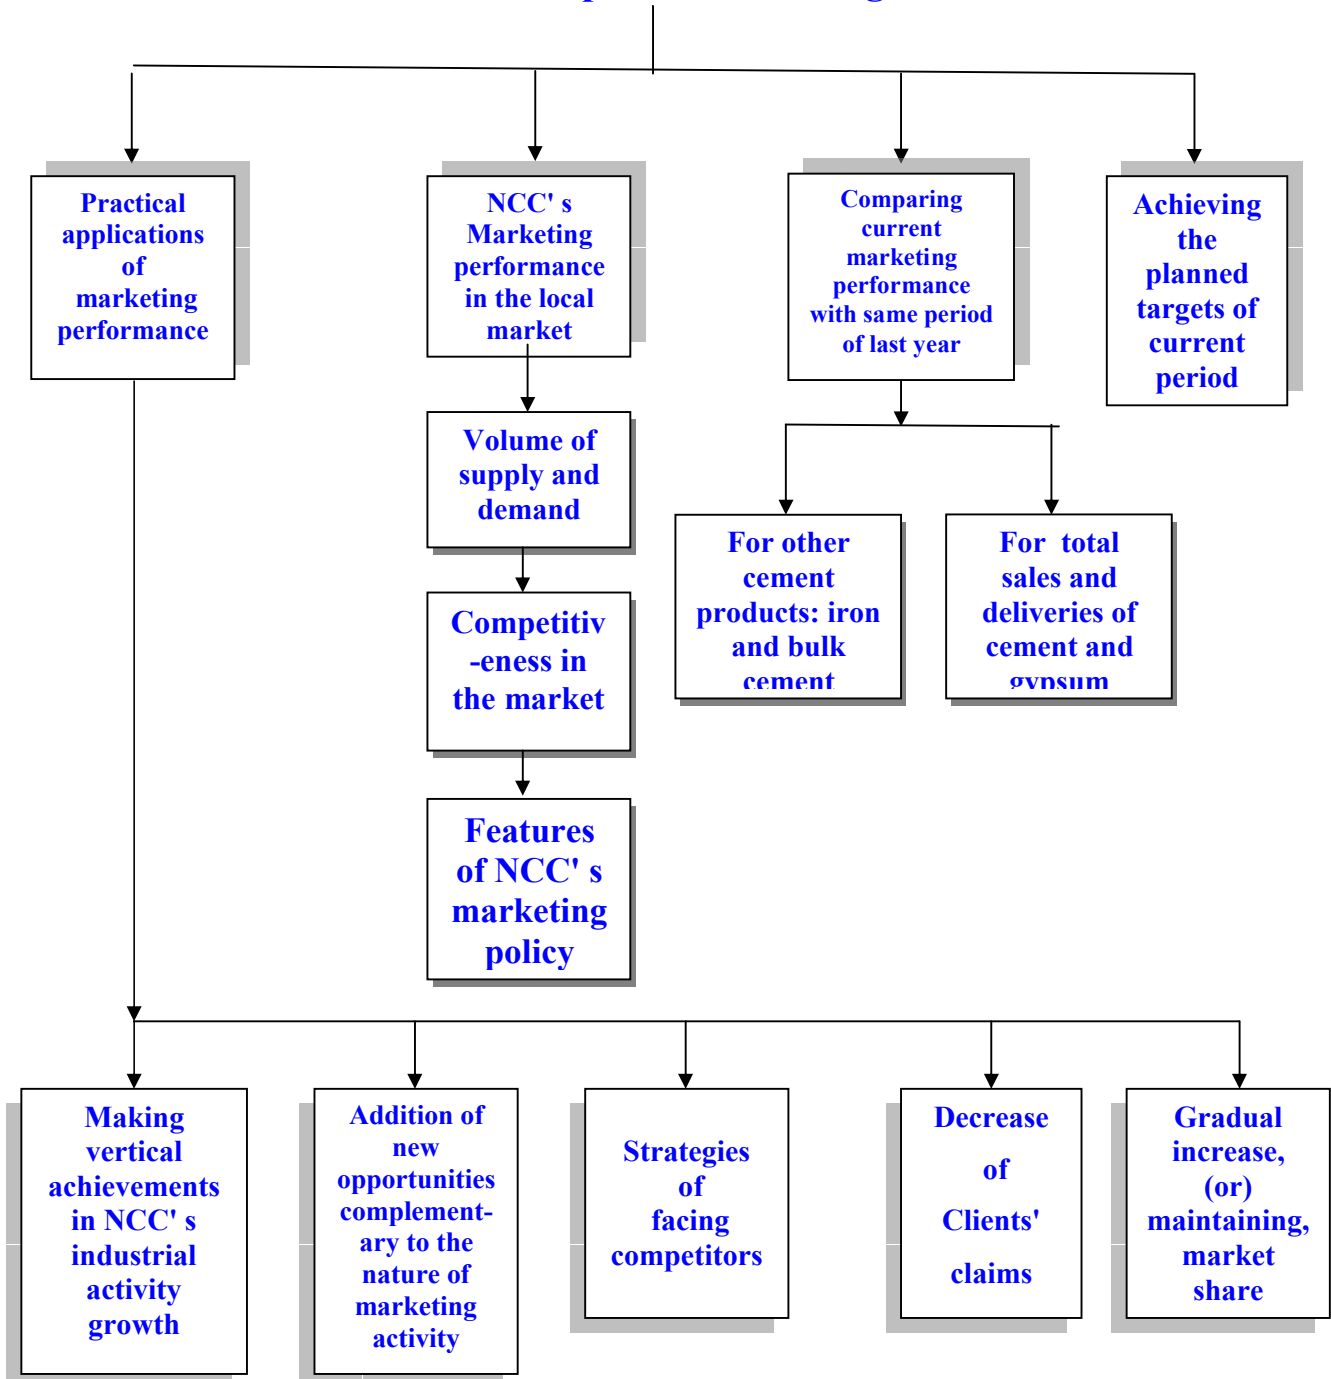 Practical
applications
of
marketing
performance
NCC' s
Marketing
performance
in the local
market
Comparing
current
marketing
performance
with same period
of last year
Achieving
the
planned
targets of
current
period
Volume of
supply and
demand
For other
cement
products: iron
and bulk
cement
For total
sales and
deliveries of
cement and
gypsum
Competitiv
-eness in
the market
Features
of NCC' s
marketing
policy
Making
vertical
achievements
in NCC' s
industrial
activity
growth
Addition of
new
opportunities
complement-
ary to the
nature of
marketing
activity
Strategies
of
facing
competitors
Decrease
of
Clients'
claims
Gradual
increase,
(or)
maintaining,
market
share